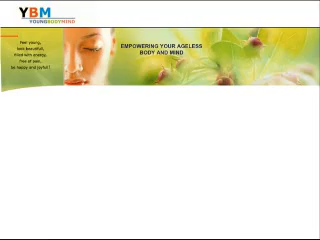 YBM
YOUNGBODYMIND
Feel young,
look beautiful,
filled with energy,
free of pain,
be happy and joyful!
EMPOWERING YOUR AGELESS
BODY AND MIND